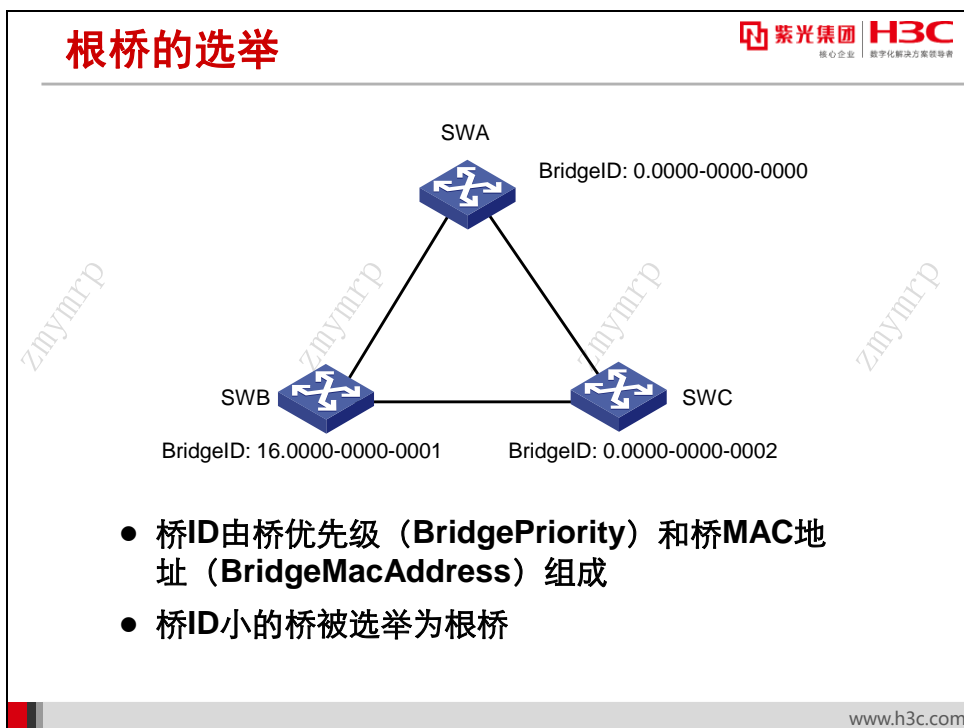 根桥的选举
紫光集团
核心企业
H3C
数字化解决方案领导者
SWA
BridgeID: 0.0000-0000-0000
zmymrp
zmymrp
zmymrp
zmymrp
SWB
SWC
BridgeID: 16.0000-0000-0001
BridgeID: 0.0000-0000-0002
● 桥ID由桥优先级（BridgePriority）和桥MAC地
址（BridgeMacAddress）组成
● 桥ID小的桥被选举为根桥
www.h3c.com